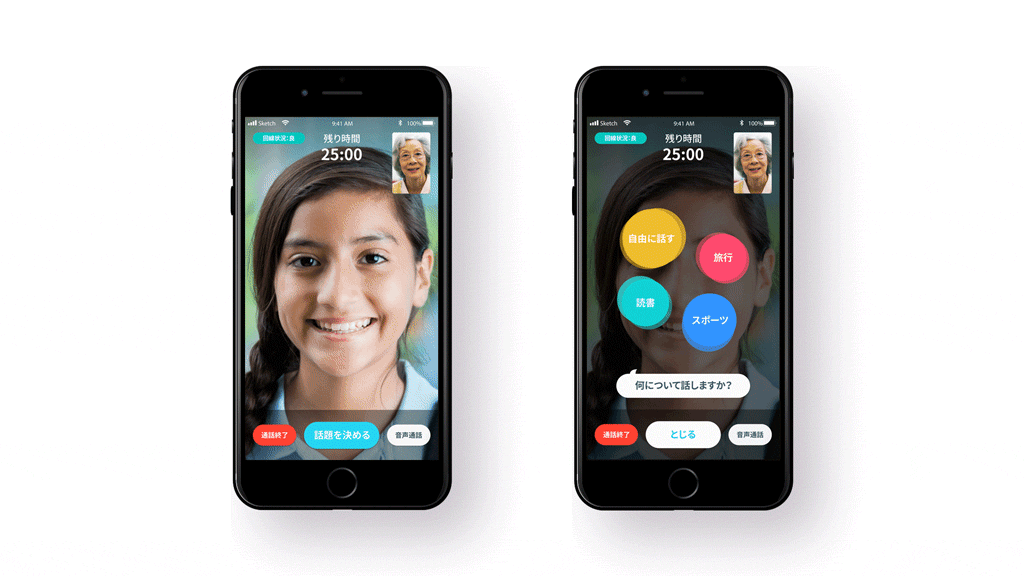 Sketch
9:41 AM
100%
回線状況:良
残り時間
25:00
通話終了
話題を決める
音声通話
Sketch
9:41 AM
100%
回線状況:良
残り時間
25:00
自由に話す
旅行
読書
スポーツ
何について話しますか?
通話終了
とじる
音声通話